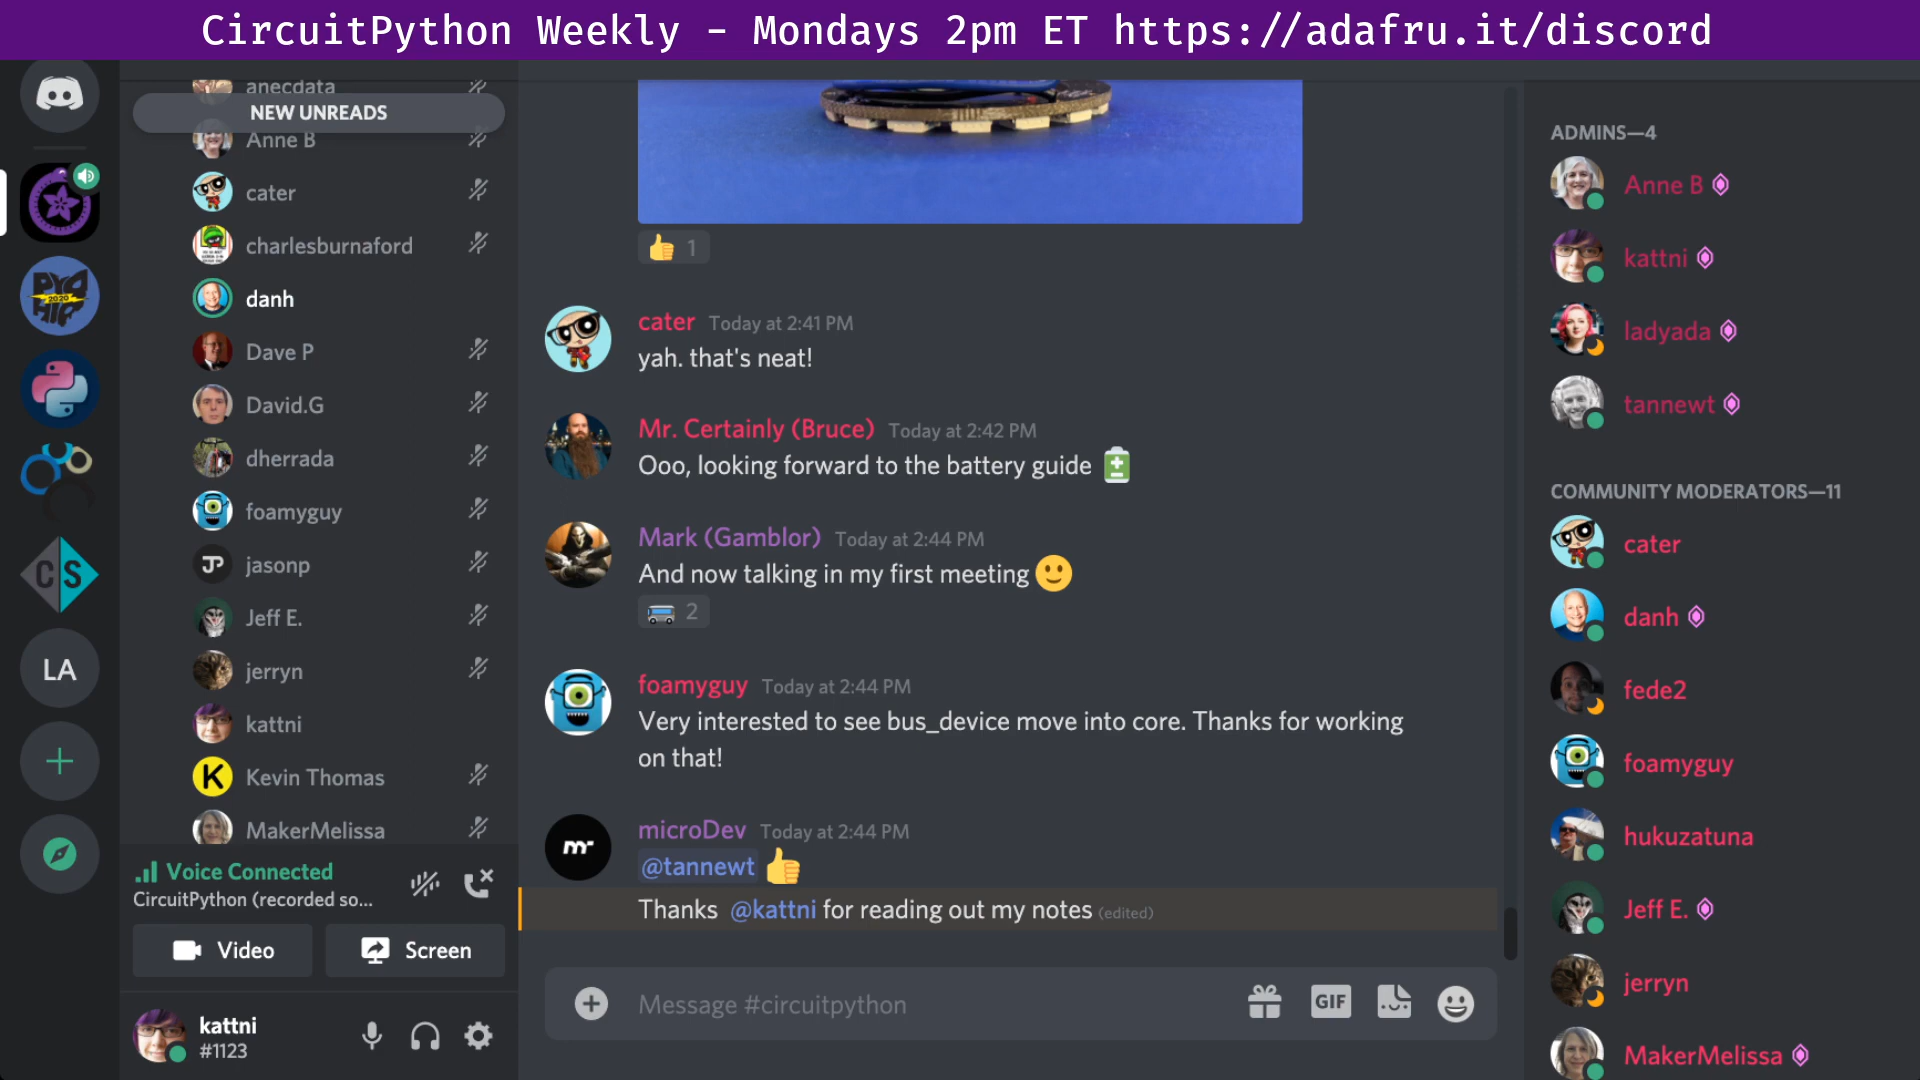 CircuitPython Weekly - Mondays 2pm ET https://adafru.it/discord
anecdata
NEW UNREADS
Anne B
cater
charlesburnaford
danh
Dave P
David.G
dherrada
foamyguy
JP
jasonp
Jeff E.
jerryn
kattni
K
Kevin Thomas
MakerMelissa
Voice Connected
CircuitPython (recorded so...
Video
Screen
kattni
#1123
2020
CS
LA
1
cater Today at 2:41 PM
yah. that's neat!
Mr. Certainly (Bruce) Today at 2:42 PM
Ooo, looking forward to the battery guide
Mark (Gamblor) Today at 2:44 PM
And now talking in my first meeting
2
foamyguy Today at 2:44 PM
Very interested to see bus_device move into core. Thanks for working
on that!
microDev Today at 2:44 PM
@tannewt
Thanks @kattni for reading out my notes (edited)
Message #circuitpython
GIF
ADMINS—4
Anne B
kattni
ladyada
tannewt
COMMUNITY MODERATORS—11
cater
danh
fede2
foamyguy
hukuzatuna
Jeff E.
jerryn
MakerMelissa